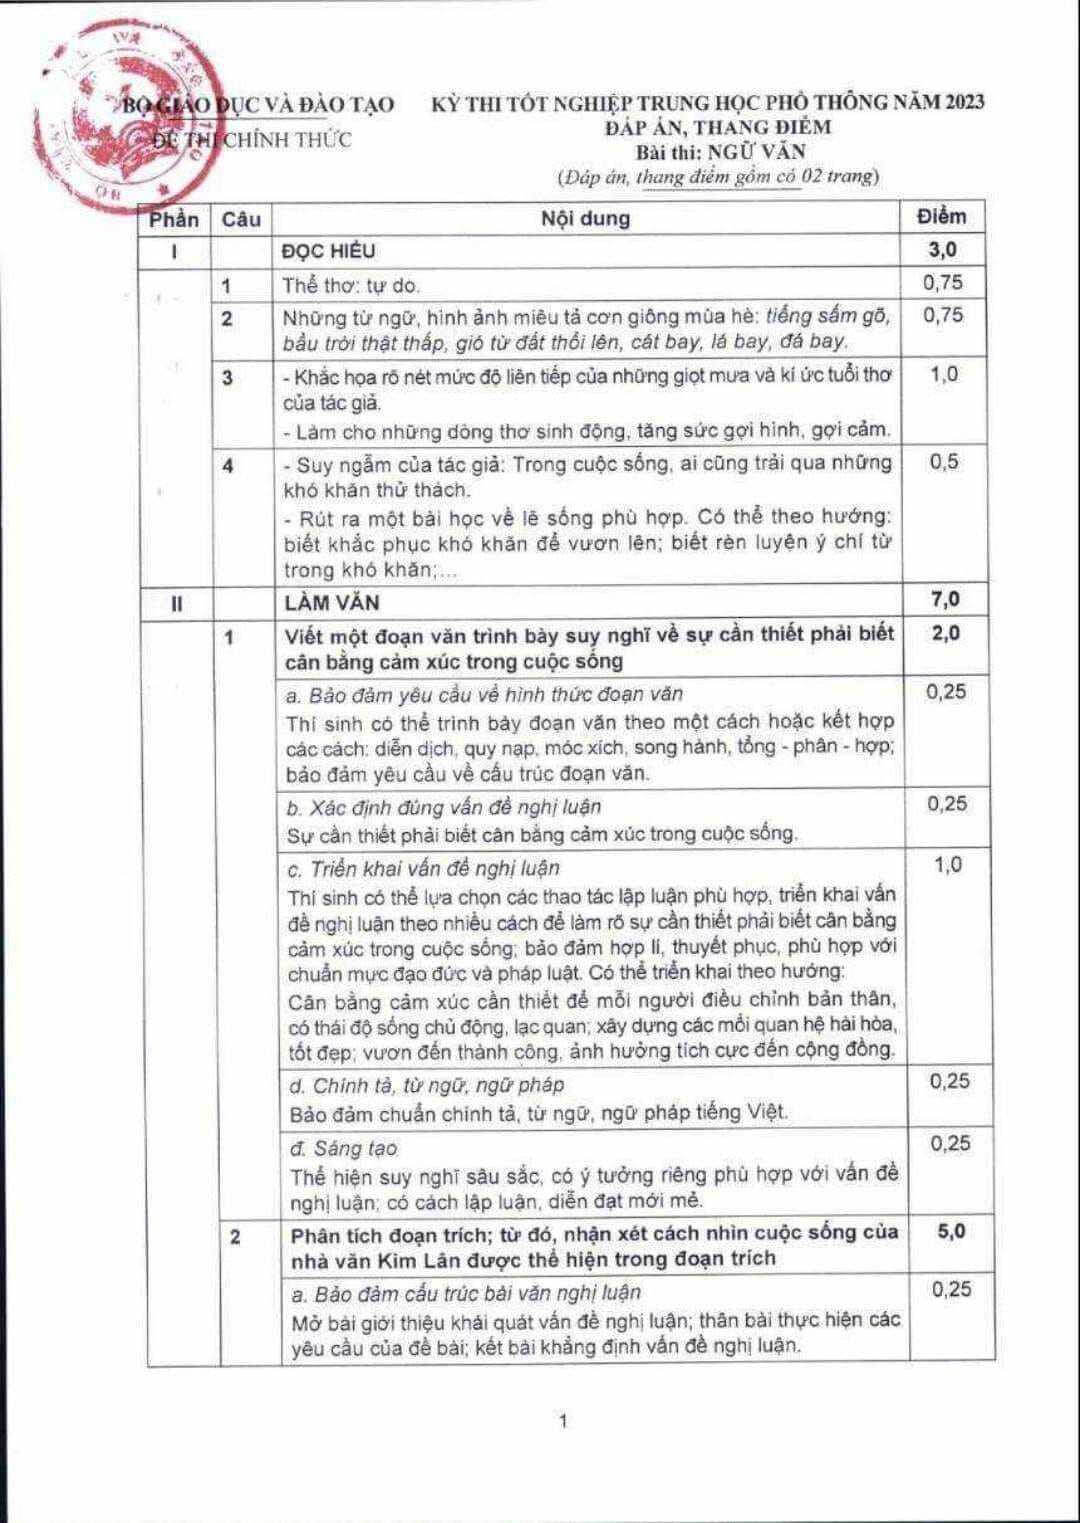 BỘ GIÁO DỤC VÀ ĐÀO TẠO
ĐỀ THI CHÍNH THỨC
KỲ THI TỐT NGHIỆP TRUNG HỌC PHỔ THÔNG NĂM 2023
ĐÁP ÁN, THANG ĐIỂM
Bài thi: NGỮ VĂN
(Đáp án, thang điểm gồm có 02 trang)
Phần Câu Nội dung Điểm
I ĐỌC HIỂU 3,0
1 Thể thơ: tự do. 0,75
2 Những từ ngữ, hình ảnh miêu tả cơn giông mùa hè: tiếng sấm gõ, 0,75
bầu trời thật thấp, gió từ đất thổi lên, cát bay, lá bay, đá bay.
3 - Khắc họa rõ nét mức độ liên tiếp của những giọt mưa và kí ức tuổi thơ 1,0
của tác giả.
- Làm cho những dòng thơ sinh động, tăng sức gợi hình, gợi cảm.
4 - Suy ngẫm của tác giả: Trong cuộc sống, ai cũng trải qua những 0,5
khó khăn thử thách.
- Rút ra một bài học về lẽ sống phù hợp. Có thể theo hướng:
biết khắc phục khó khăn để vươn lên; biết rèn luyện ý chí từ
trong khó khăn;...
II LÀM VĂN 7,0
1 Viết một đoạn văn trình bày suy nghĩ về sự cần thiết phải biết 2,0
cân bằng cảm xúc trong cuộc sống
a. Bảo đảm yêu cầu về hình thức đoạn văn 0,25
Thí sinh có thể trình bày đoạn văn theo một cách hoặc kết hợp
các cách: diễn dịch, quy nạp, móc xích, song hành, tổng - phân - hợp;
bảo đảm yêu cầu về cấu trúc đoạn văn.
b. Xác định đúng vấn đề nghị luận 0,25
Sự cần thiết phải biết cân bằng cảm xúc trong cuộc sống.
c. Triển khai vấn đề nghị luận 1,0
Thí sinh có thể lựa chọn các thao tác lập luận phù hợp, triển khai vấn
đề nghị luận theo nhiều cách để làm rõ sự cần thiết phải biết cân bằng
cảm xúc trong cuộc sống; bảo đảm hợp lí, thuyết phục, phù hợp với
chuẩn mực đạo đức và pháp luật. Có thể triển khai theo hướng:
Cân bằng cảm xúc cần thiết để mỗi người điều chỉnh bản thân,
có thái độ sống chủ động, lạc quan; xây dựng các mối quan hệ hài hòa,
tốt đẹp; vươn đến thành công, ảnh hưởng tích cực đến cộng đồng.
d. Chính tả, từ ngữ, ngữ pháp 0,25
Bảo đảm chuẩn chính tả, từ ngữ, ngữ pháp tiếng Việt.
đ. Sáng tạo 0,25
Thể hiện suy nghĩ sâu sắc, có ý tưởng riêng phù hợp với vấn đề
nghị luận; có cách lập luận, diễn đạt mới mẻ.
2 Phân tích đoạn trích; từ đó, nhận xét cách nhìn cuộc sống của 5,0
nhà văn Kim Lân được thể hiện trong đoạn trích
a. Bảo đảm cấu trúc bài văn nghị luận 0,25
Mở bài giới thiệu khái quát vấn đề nghị luận; thân bài thực hiện các
yêu cầu của đề bài; kết bài khẳng định vấn đề nghị luận.
1